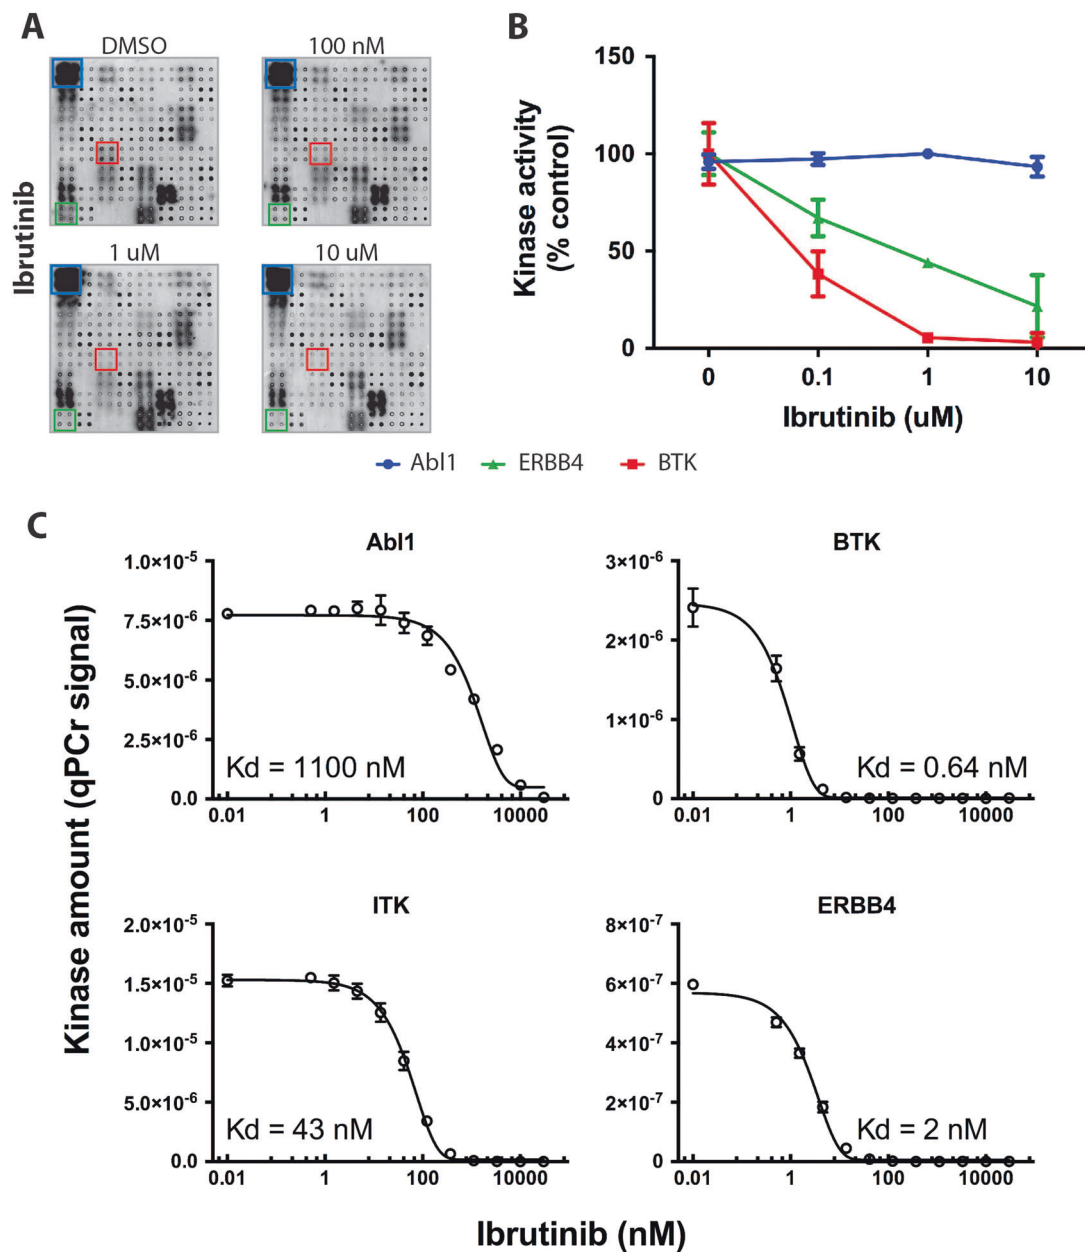 A
DMSO
100 nM
Ibrutinib
1 uM
10 uM
B
150
100
50
0
Kinase activity
(% control)
0
0.1
1
10
Ibrutinib (uM)
Abl1
ERBB4
BTK
C
Kinase amount (qPCr signal)
Abl1
1.0×10-5
7.5×10-6
5.0×10-6
2.5×10-6
0.0
Kd = 1100 nM
0.01
1
100
10000
BTK
3×10-6
2×10-6
1×10-6
0
Kd = 0.64 nM
0.01
1
100
10000
ITK
2.0×10-5
1.5×10-5
1.0×10-5
5.0×10-6
0.0
Kd = 43 nM
0.01
1
100
10000
ERBB4
8×10-7
6×10-7
4×10-7
2×10-7
0
Kd = 2 nM
0.01
1
100
10000
Ibrutinib (nM)